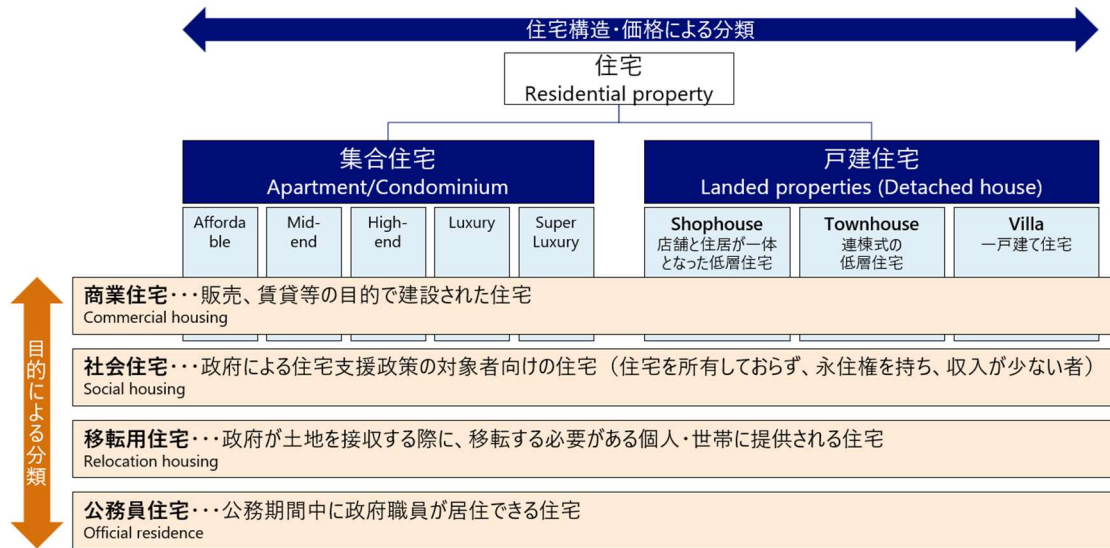 住宅構造・価格による分類
住宅
Residential property
集合住宅
Apartment/Condominium
戸建住宅
Landed properties (Detached house)
Afforda
ble
Mid-
end
High-
end
Luxury
Super
Luxury
Shophouse
店舗と住居が一体
となった低層住宅
Townhouse
連棟式の
低層住宅
Villa
一戸建て住宅
目的による分類
商業住宅･･･販売、賃貸等の目的で建設された住宅
Commercial housing
社会住宅･･･政府による住宅支援政策の対象者向けの住宅（住宅を所有しておらず、永住権を持ち、収入が少ない者）
Social housing
移転用住宅･･･政府が土地を接収する際に、移転する必要がある個人・世帯に提供される住宅
Relocation housing
公務員住宅･･･公務期間中に政府職員が居住できる住宅
Official residence